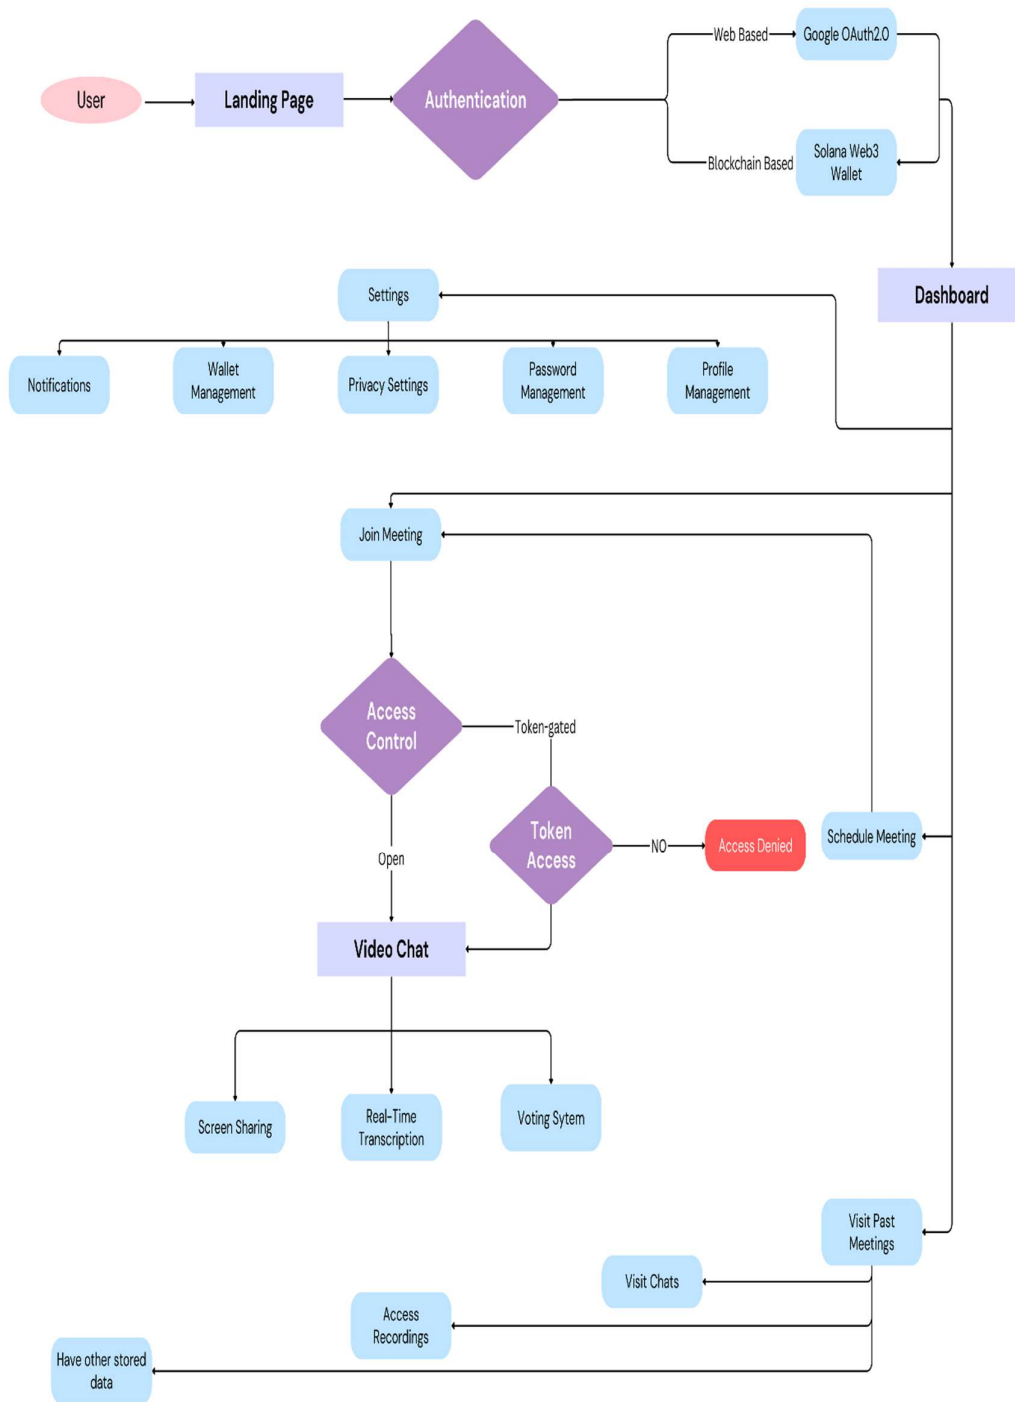 Web Based
Google OAuth2.0
User
Landing Page
Authentication
Blockchain Based
Solana Web3
Wallet
Settings
Dashboard
Notifications
Wallet
Management
Privacy Settings
Password
Management
Profile
Management
Join Meeting
Access
Control
Token-gated
Token
Access
NO
Access Denied
Schedule Meeting
Open
Video Chat
Screen Sharing
Real-Time
Transcription
Voting Sytem
Visit Past
Meetings
Visit Chats
Access
Recordings
Have other stored
data